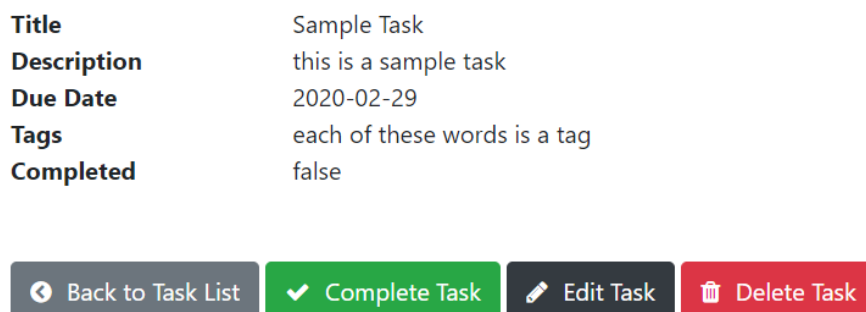 Title Sample Task
Description this is a sample task
Due Date 2020-02-29
Tags each of these words is a tag
Completed false
Back to Task List Complete Task Edit Task Delete Task